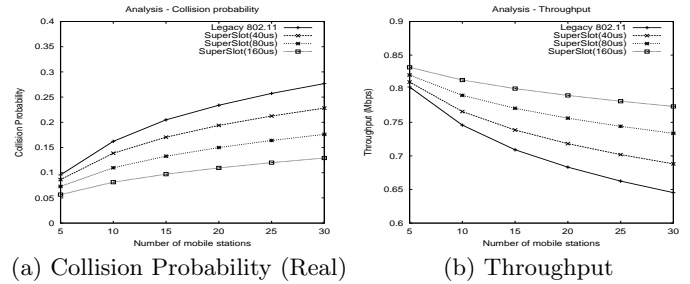 Analysis - Collision probability
Legacy 802.11
SuperSlot(40us)
SuperSlot(80us)
SuperSlot(160us)
0.4
0.35
0.3
0.25
0.2
0.15
0.1
0.05
0
Collision Probability
5 10 15 20 25 30
Number of mobile stations
(a) Collision Probability (Real)
Analysis - Throughput
Legacy 802.11
SuperSlot(40us)
SuperSlot(80us)
SuperSlot(160us)
0.9
0.85
0.8
0.75
0.7
0.65
0.6
Throughput (Mbps)
5 10 15 20 25 30
Number of mobile stations
(b) Throughput